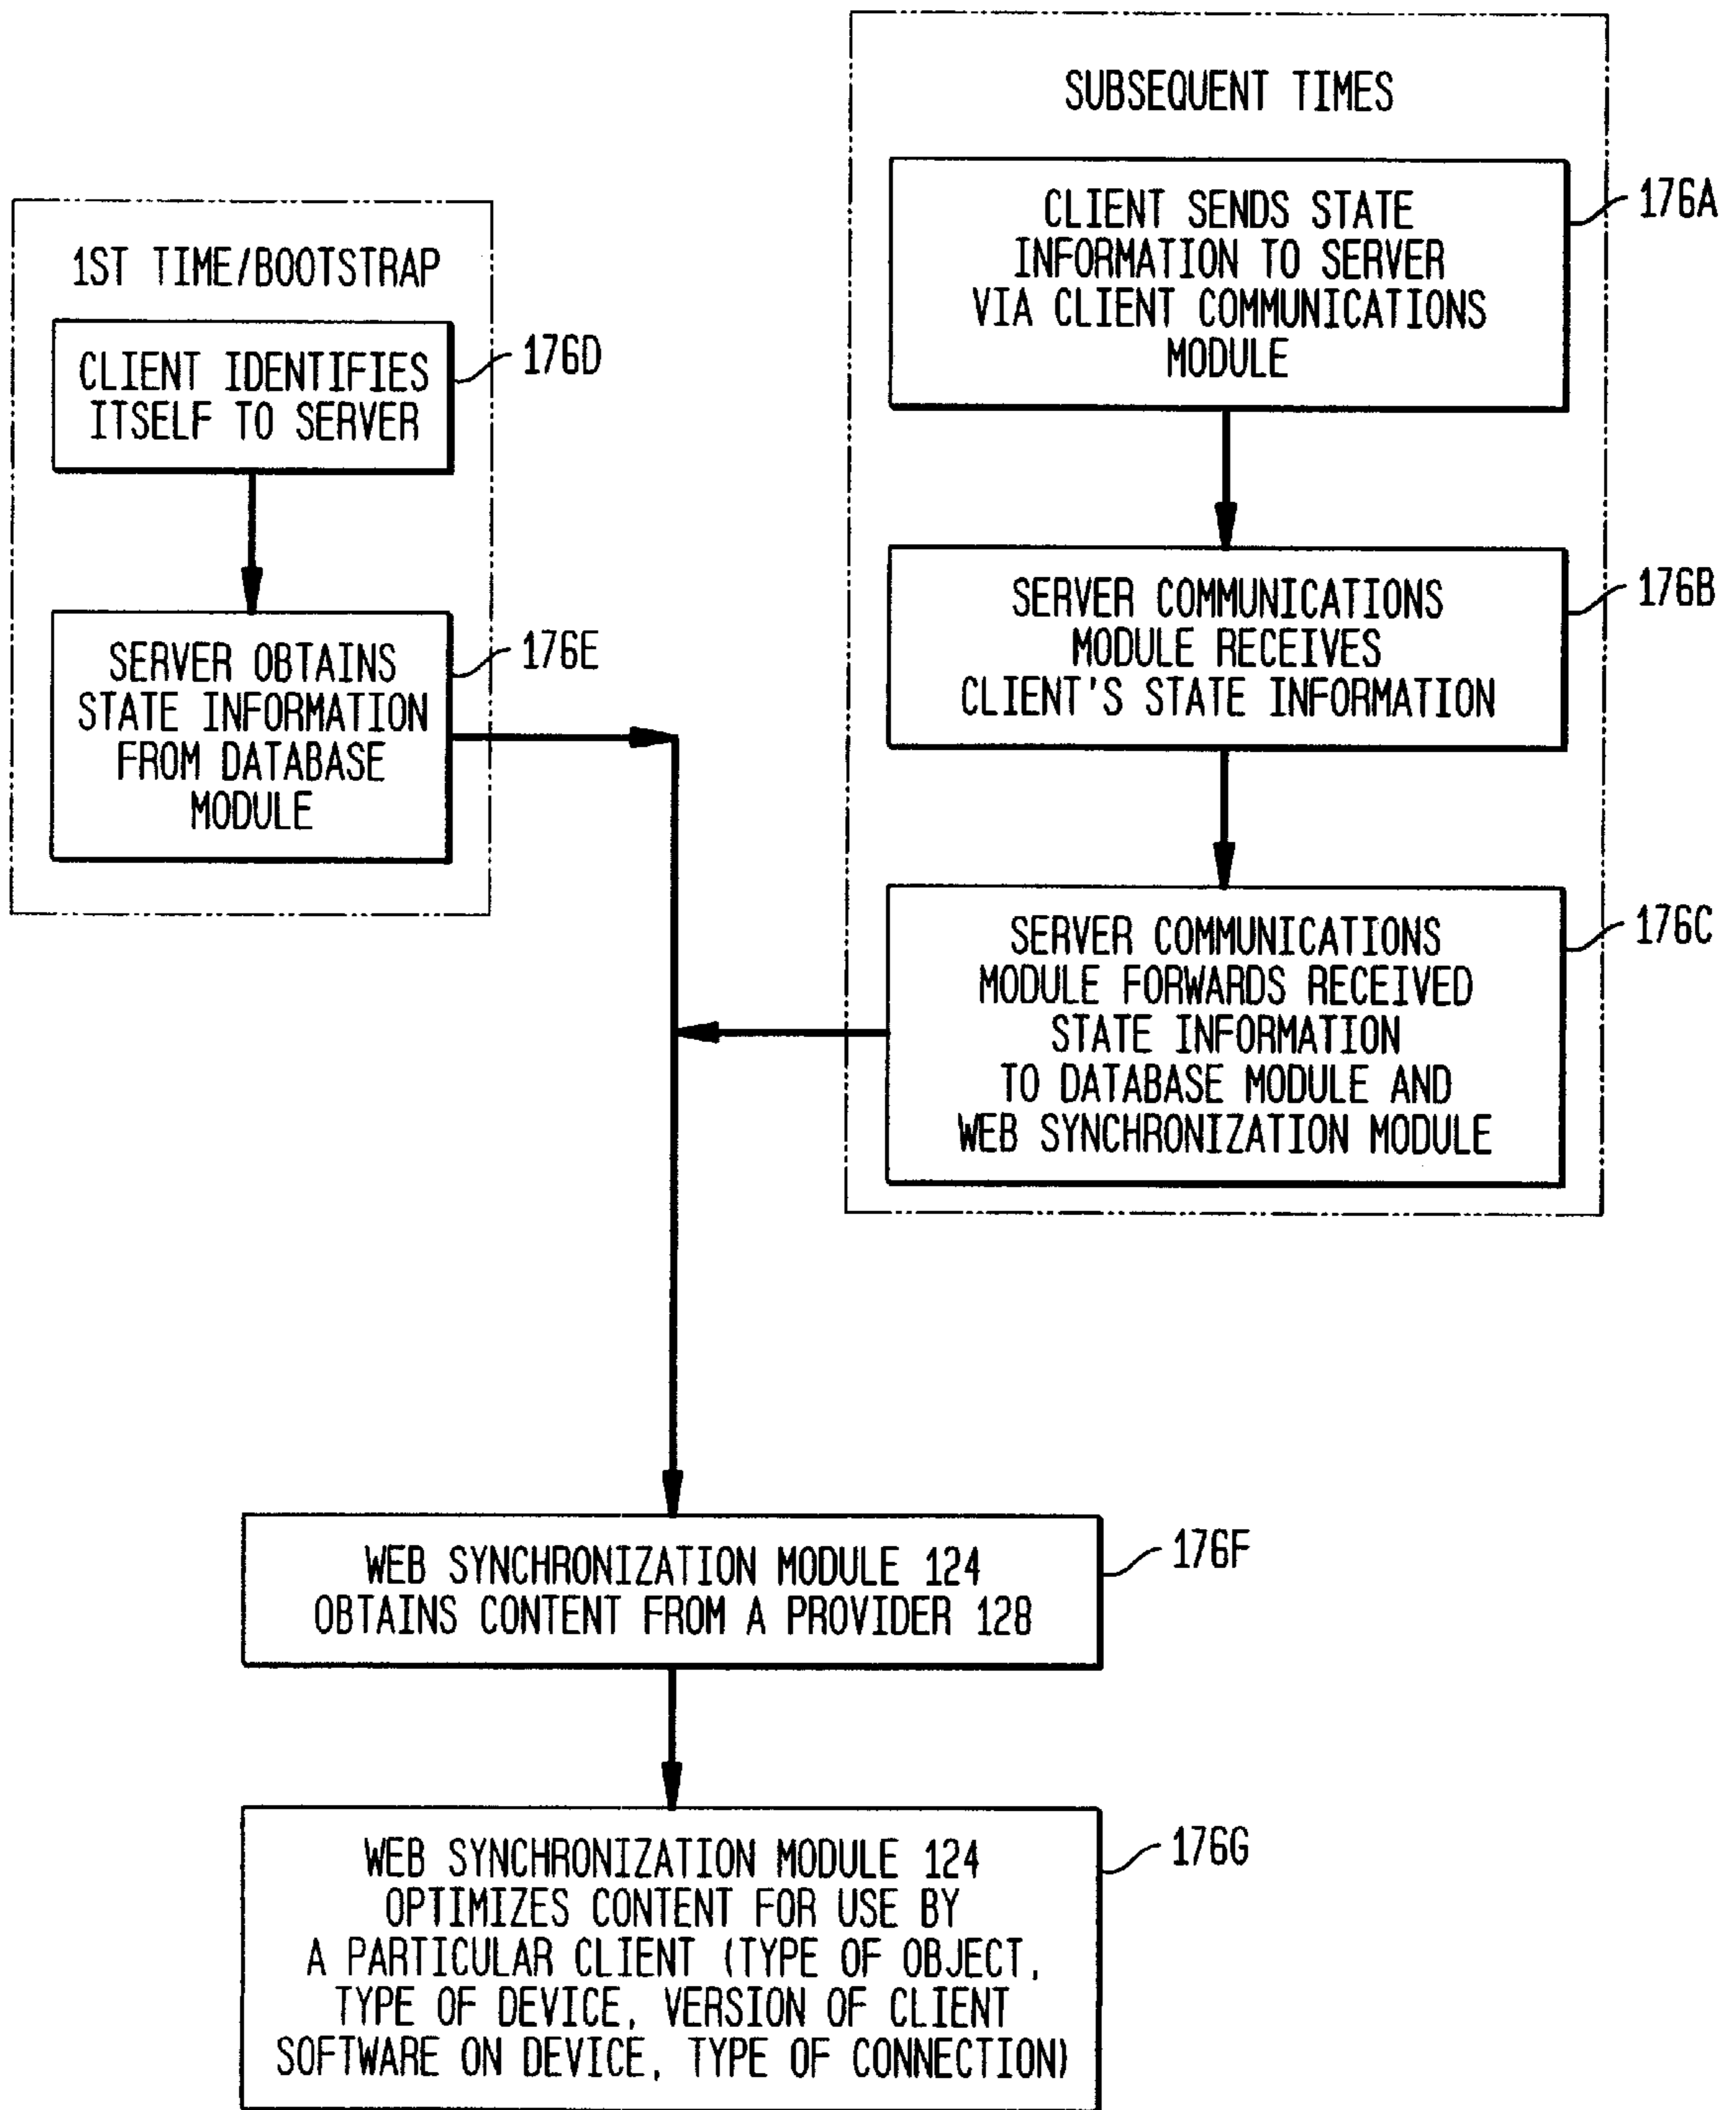 1ST TIME/BOOTSTRAP
CLIENT IDENTIFIES
ITSELF TO SERVER
176D
SERVER OBTAINS
STATE INFORMATION
FROM DATABASE
MODULE
176E
SUBSEQUENT TIMES
CLIENT SENDS STATE
INFORMATION TO SERVER
VIA CLIENT COMMUNICATIONS
MODULE
176A
SERVER COMMUNICATIONS
MODULE RECEIVES
CLIENT'S STATE INFORMATION
176B
SERVER COMMUNICATIONS
MODULE FORWARDS RECEIVED
STATE INFORMATION
TO DATABASE MODULE AND
WEB SYNCHRONIZATION MODULE
176C
WEB SYNCHRONIZATION MODULE 124
OBTAINS CONTENT FROM A PROVIDER 128
176F
WEB SYNCHRONIZATION MODULE 124
OPTIMIZES CONTENT FOR USE BY
A PARTICULAR CLIENT (TYPE OF OBJECT,
TYPE OF DEVICE, VERSION OF CLIENT
SOFTWARE ON DEVICE, TYPE OF CONNECTION)
176G